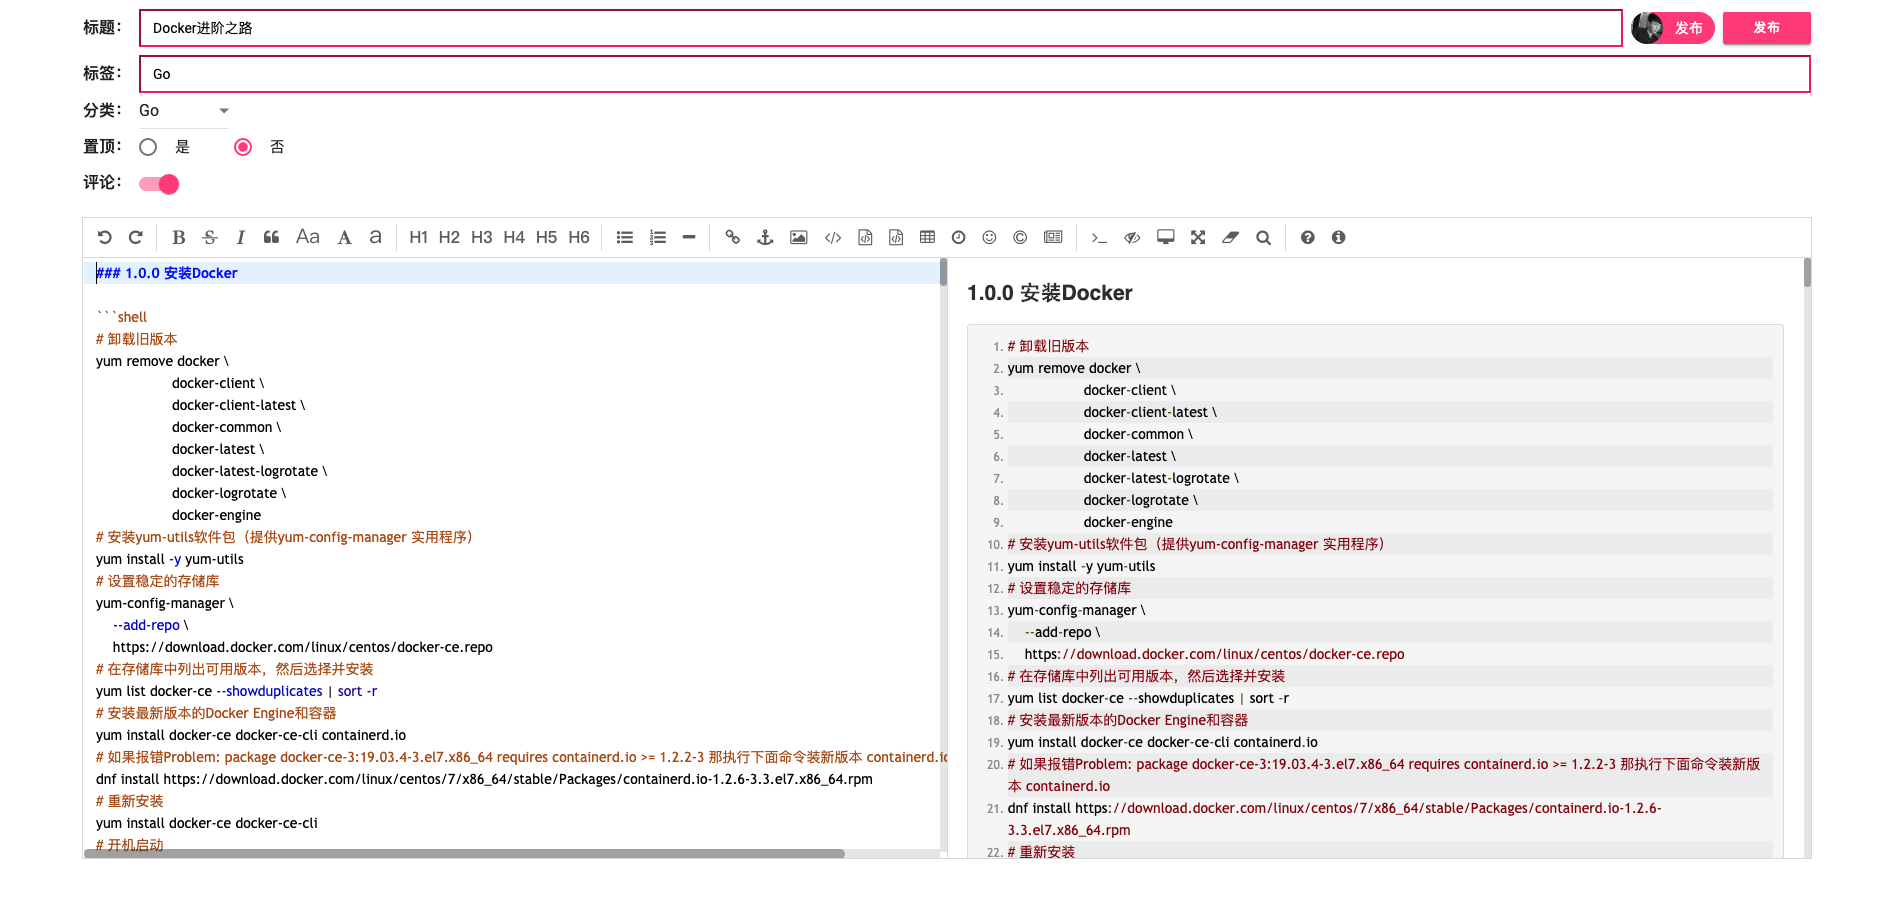 标题： Docker进阶之路 发布 发布
标签： Go
分类： Go
置顶： 是 否
评论：
B S I Aa A a H1 H2 H3 H4 H5 H6
### 1.0.0 安装Docker
```shell
# 卸载旧版本
yum remove docker \
docker-client \
docker-client-latest \
docker-common \
docker-latest \
docker-latest-logrotate \
docker-logrotate \
docker-engine
# 安装yum-utils软件包（提供yum-config-manager 实用程序）
yum install -y yum-utils
# 设置稳定的存储库
yum-config-manager \
--add-repo \
https://download.docker.com/linux/centos/docker-ce.repo
# 在存储库中列出可用版本，然后选择并安装
yum list docker-ce --showduplicates | sort -r
# 安装最新版本的Docker Engine和容器
yum install docker-ce docker-ce-cli containerd.io
# 如果报错Problem: package docker-ce-3:19.03.4-3.el7.x86_64 requires containerd.io >= 1.2.2-3 那执行下面命令装新版本 containerd.io
dnf install https://download.docker.com/linux/centos/7/x86_64/stable/Packages/containerd.io-1.2.6-3.3.el7.x86_64.rpm
# 重新安装
yum install docker-ce docker-ce-cli
# 开机启动
1.0.0 安装Docker
1. # 卸载旧版本
2. yum remove docker \
3. docker-client \
4. docker-client-latest \
5. docker-common \
6. docker-latest \
7. docker-latest-logrotate \
8. docker-logrotate \
9. docker-engine
10. # 安装yum-utils软件包（提供yum-config-manager 实用程序）
11. yum install -y yum-utils
12. # 设置稳定的存储库
13. yum-config-manager \
14. --add-repo \
15. https://download.docker.com/linux/centos/docker-ce.repo
16. # 在存储库中列出可用版本，然后选择并安装
17. yum list docker-ce --showduplicates | sort -r
18. # 安装最新版本的Docker Engine和容器
19. yum install docker-ce docker-ce-cli containerd.io
20. # 如果报错Problem: package docker-ce-3:19.03.4-3.el7.x86_64 requires containerd.io >= 1.2.2-3 那执行下面命令装新版
本 containerd.io
21. dnf install https://download.docker.com/linux/centos/7/x86_64/stable/Packages/containerd.io-1.2.6-
3.3.el7.x86_64.rpm
22. # 重新安装